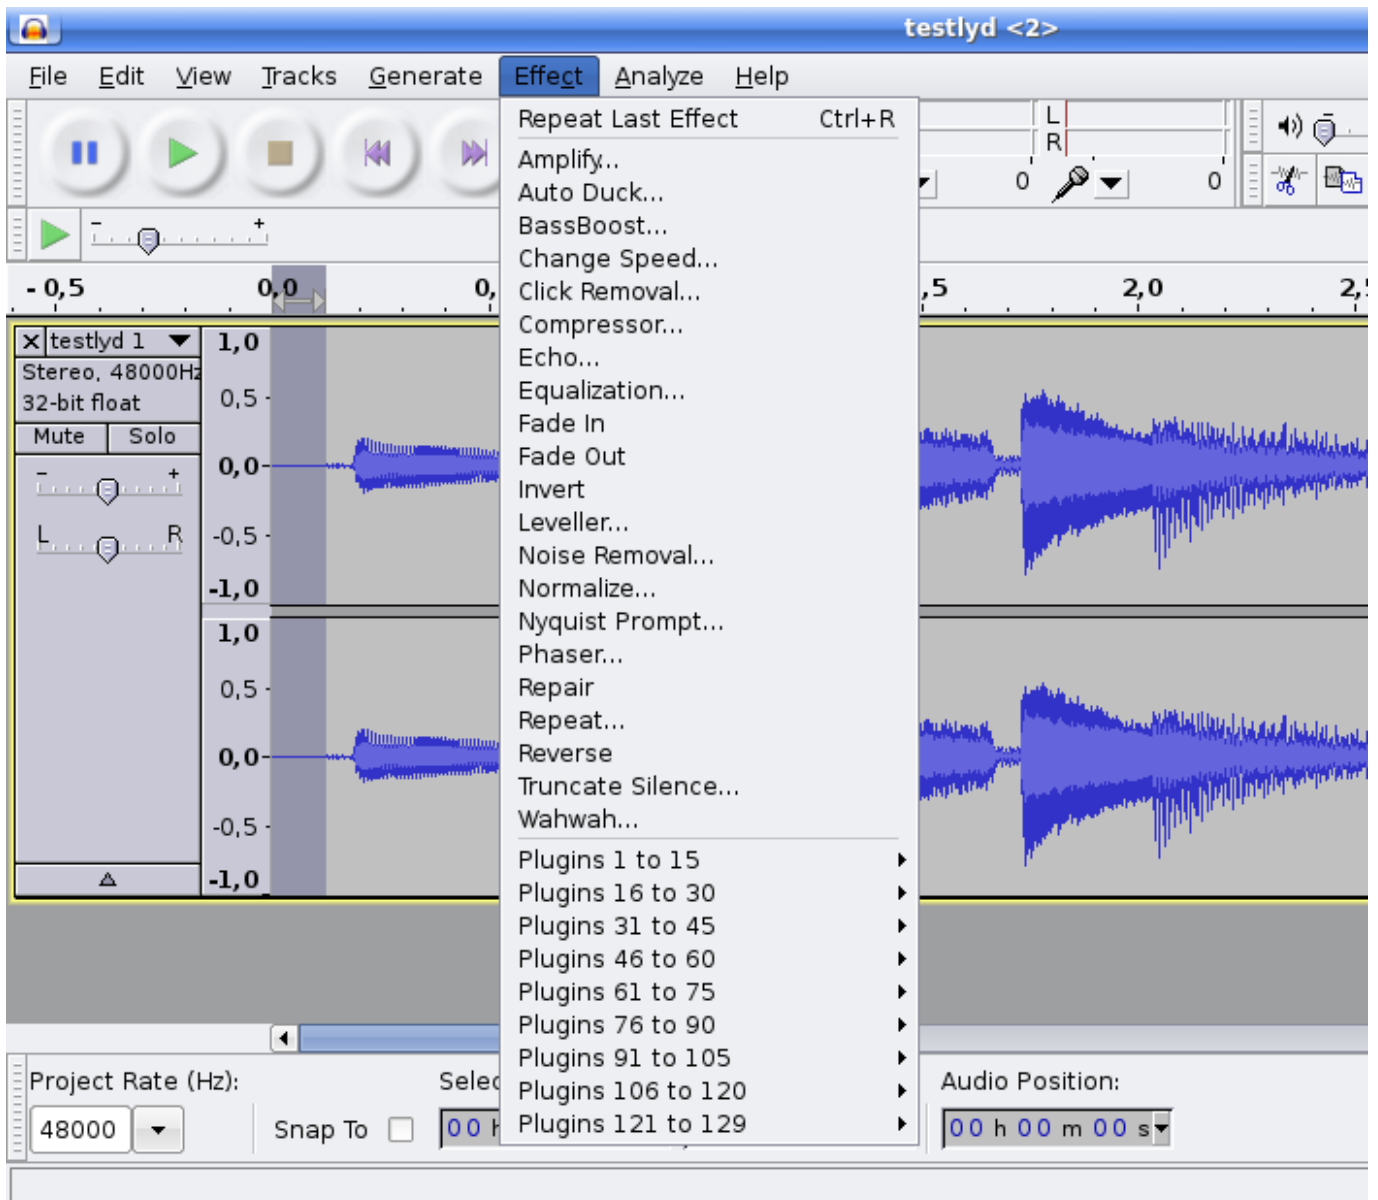 testlyd <2>
File Edit View Tracks Generate Effect Analyze Help
Repeat Last Effect Ctrl+R
Amplify...
Auto Duck...
BassBoost...
Change Speed...
Click Removal...
Compressor...
Echo...
Equalization...
Fade In
Fade Out
Invert
Leveller...
Noise Removal...
Normalize...
Nyquist Prompt...
Phaser...
Repair
Repeat...
Reverse
Truncate Silence...
Wahwah...
Plugins 1 to 15
Plugins 16 to 30
Plugins 31 to 45
Plugins 46 to 60
Plugins 61 to 75
Plugins 76 to 90
Plugins 91 to 105
Plugins 106 to 120
Plugins 121 to 129
L
R
0 0
- +
- 0,5 0,0 2,0
testlyd 1
Stereo, 48000Hz
32-bit float
Mute Solo
- +
L R
1,0
0,5
0,0
-0,5
-1,0
1,0
0,5
0,0
-0,5
-1,0
Project Rate (Hz):
48000
Snap To
Audio Position:
00 h 00 m 00 s